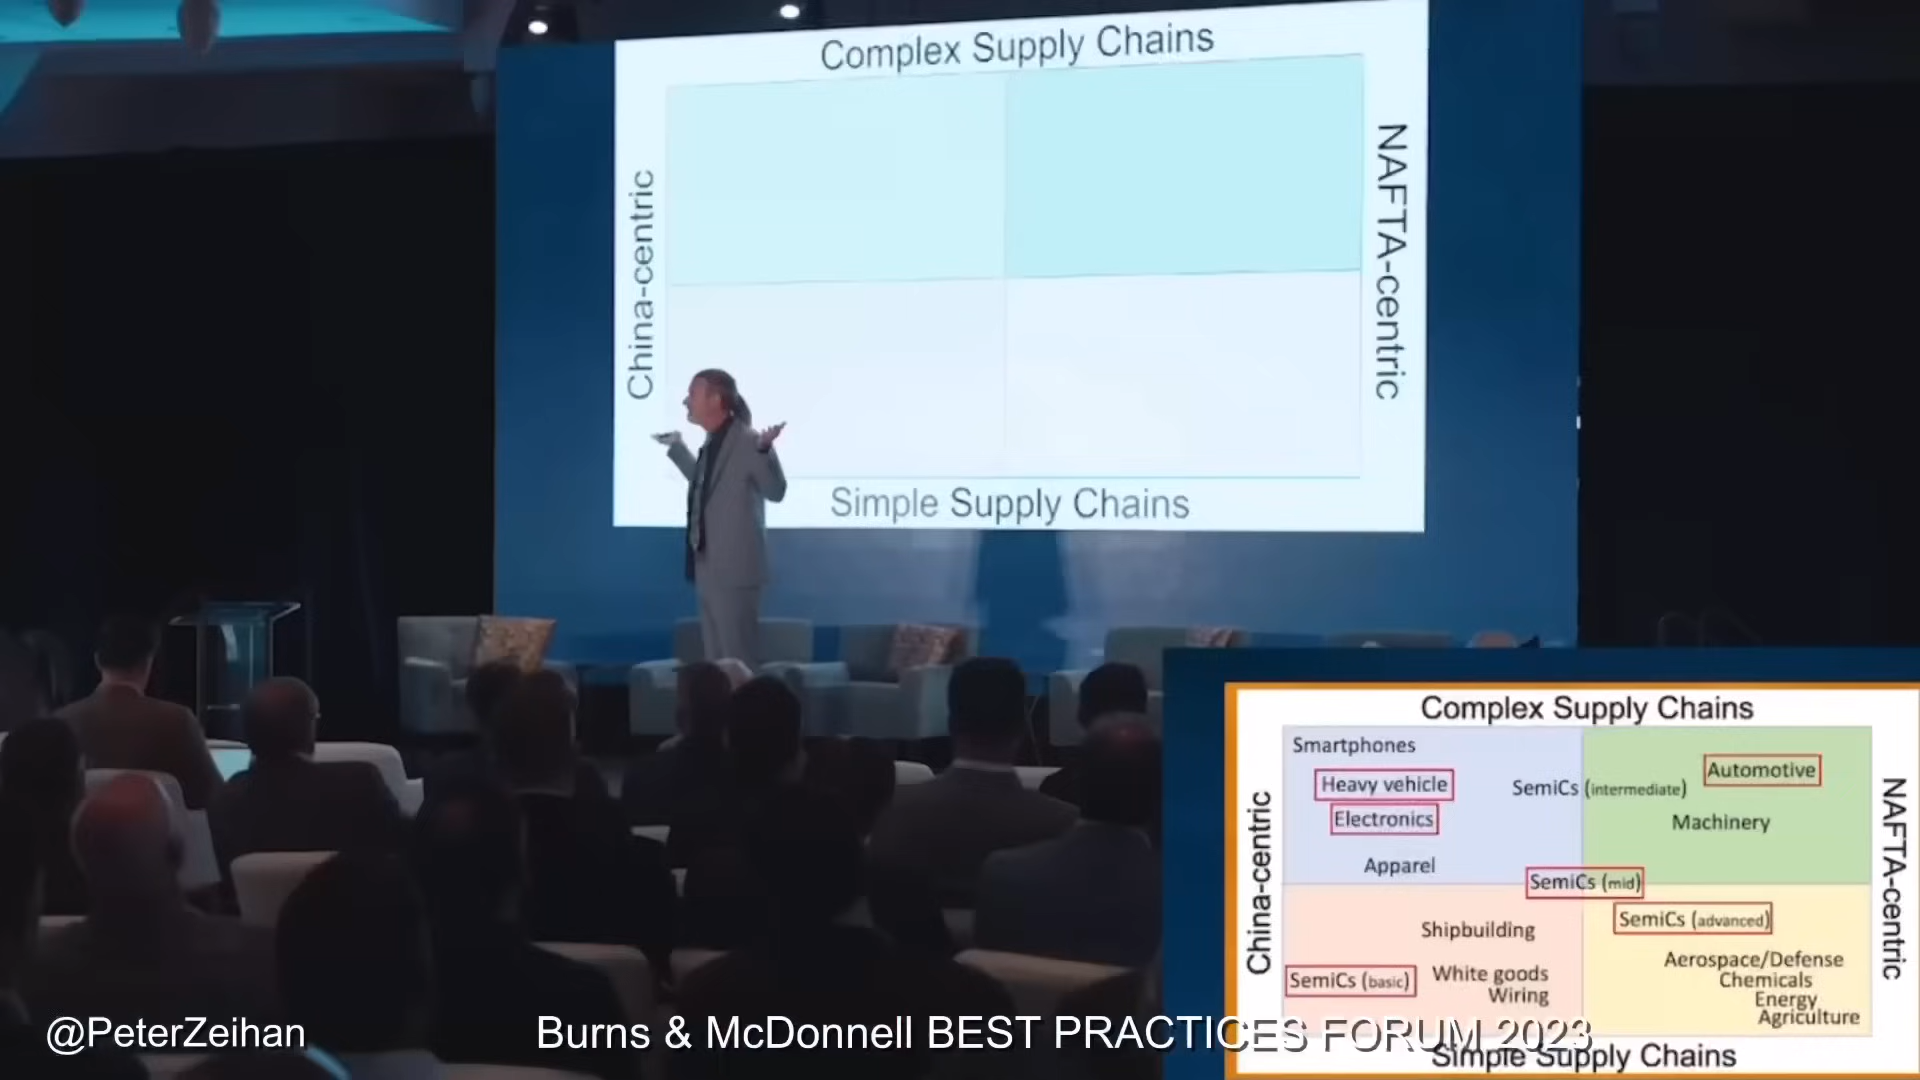 Complex Supply Chains
China-centric
NAFTA-centric
Simple Supply Chains
Complex Supply Chains
China-centric
Smartphones
Heavy vehicle
Electronics
Apparel
SemiCs (intermediate)
Automotive
Machinery
SemiCs (mid)
SemiCs (advanced)
Shipbuilding
SemiCs (basic)
White goods
Wiring
Aerospace/Defense
Chemicals
Energy
Agriculture
NAFTA-centric
Simple Supply Chains
@PeterZeihan
Burns & McDonnell BEST PRACTICES FORUM 2023